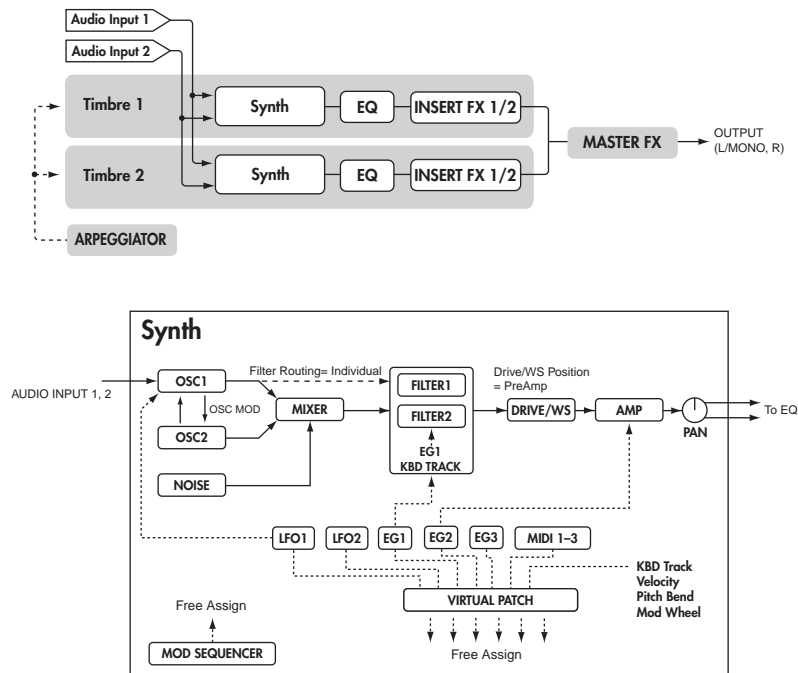 Audio Input 1
Audio Input 2
Timbre 1
Synth
EQ
INSERT FX 1/2
MASTER FX
OUTPUT
(L/MONO, R)
Timbre 2
Synth
EQ
INSERT FX 1/2
ARPEGGIATOR
Synth
AUDIO INPUT 1, 2
OSC1
Filter Routing= Individual
OSC MOD
OSC2
MIXER
NOISE
FILTER1
FILTER2
EG1
KBD TRACK
Drive/WS Position
= PreAmp
DRIVE/WS
AMP
PAN
To EQ
LFO1
LFO2
EG1
EG2
EG3
MIDI 1–3
KBD Track
Velocity
Pitch Bend
Mod Wheel
VIRTUAL PATCH
Free Assign
Free Assign
MOD SEQUENCER